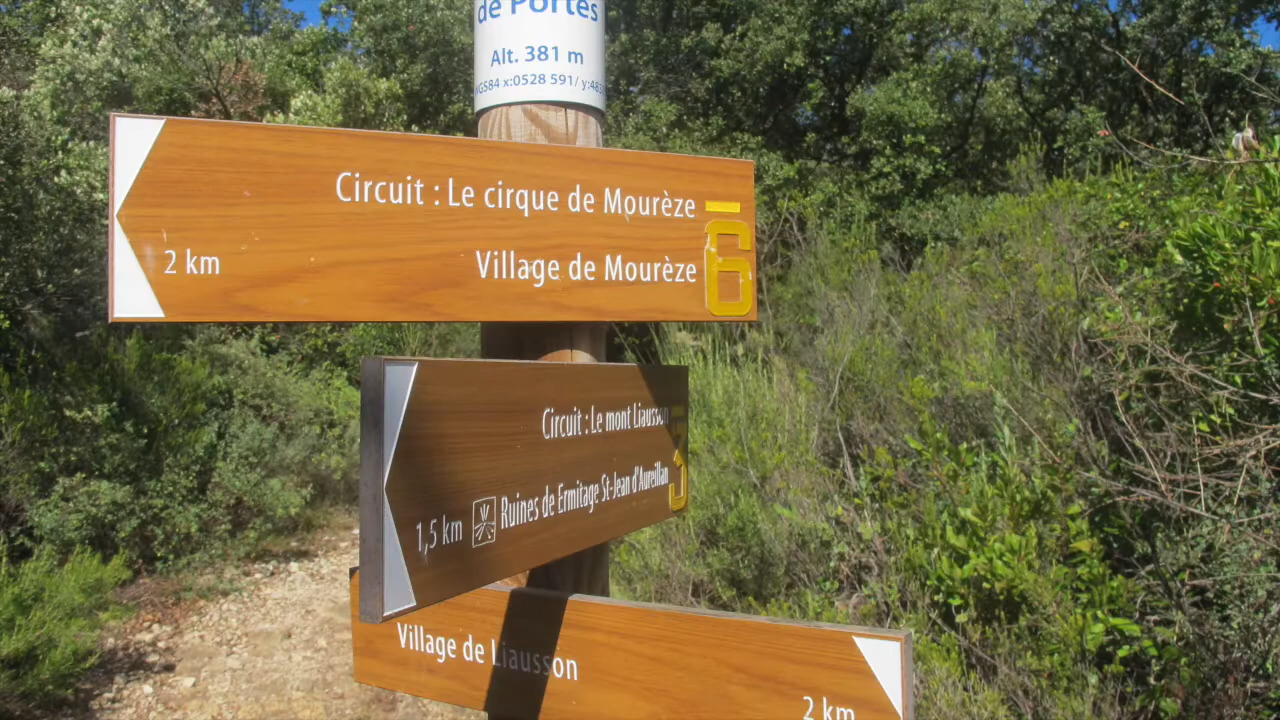 de Portes
Alt. 381 m
Circuit : Le cirque de Mourèze
2 km Village de Mourèze 6
Circuit : Le mont Liausson
1,5 km Ruines de Ermitage St-Jean d'Aureillan
Village de Liausson
2 km